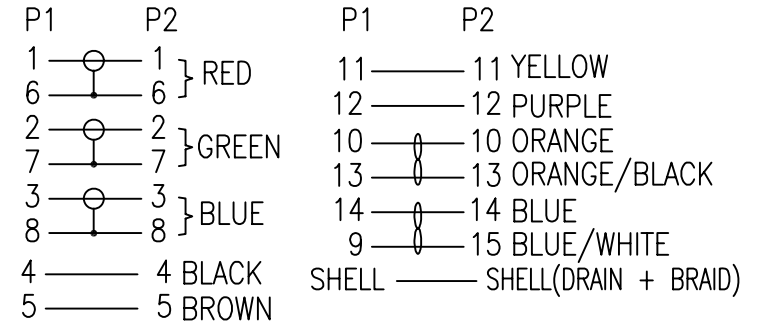 P1 P2
1 1 RED
6 6
2 2 GREEN
7 7
3 3 BLUE
8 8
4 4 BLACK
5 5 BROWN
P1 P2
11 11 YELLOW
12 12 PURPLE
10 10 ORANGE
13 13 ORANGE/BLACK
14 14 BLUE
9 15 BLUE/WHITE
SHELL SHELL(DRAIN + BRAID)